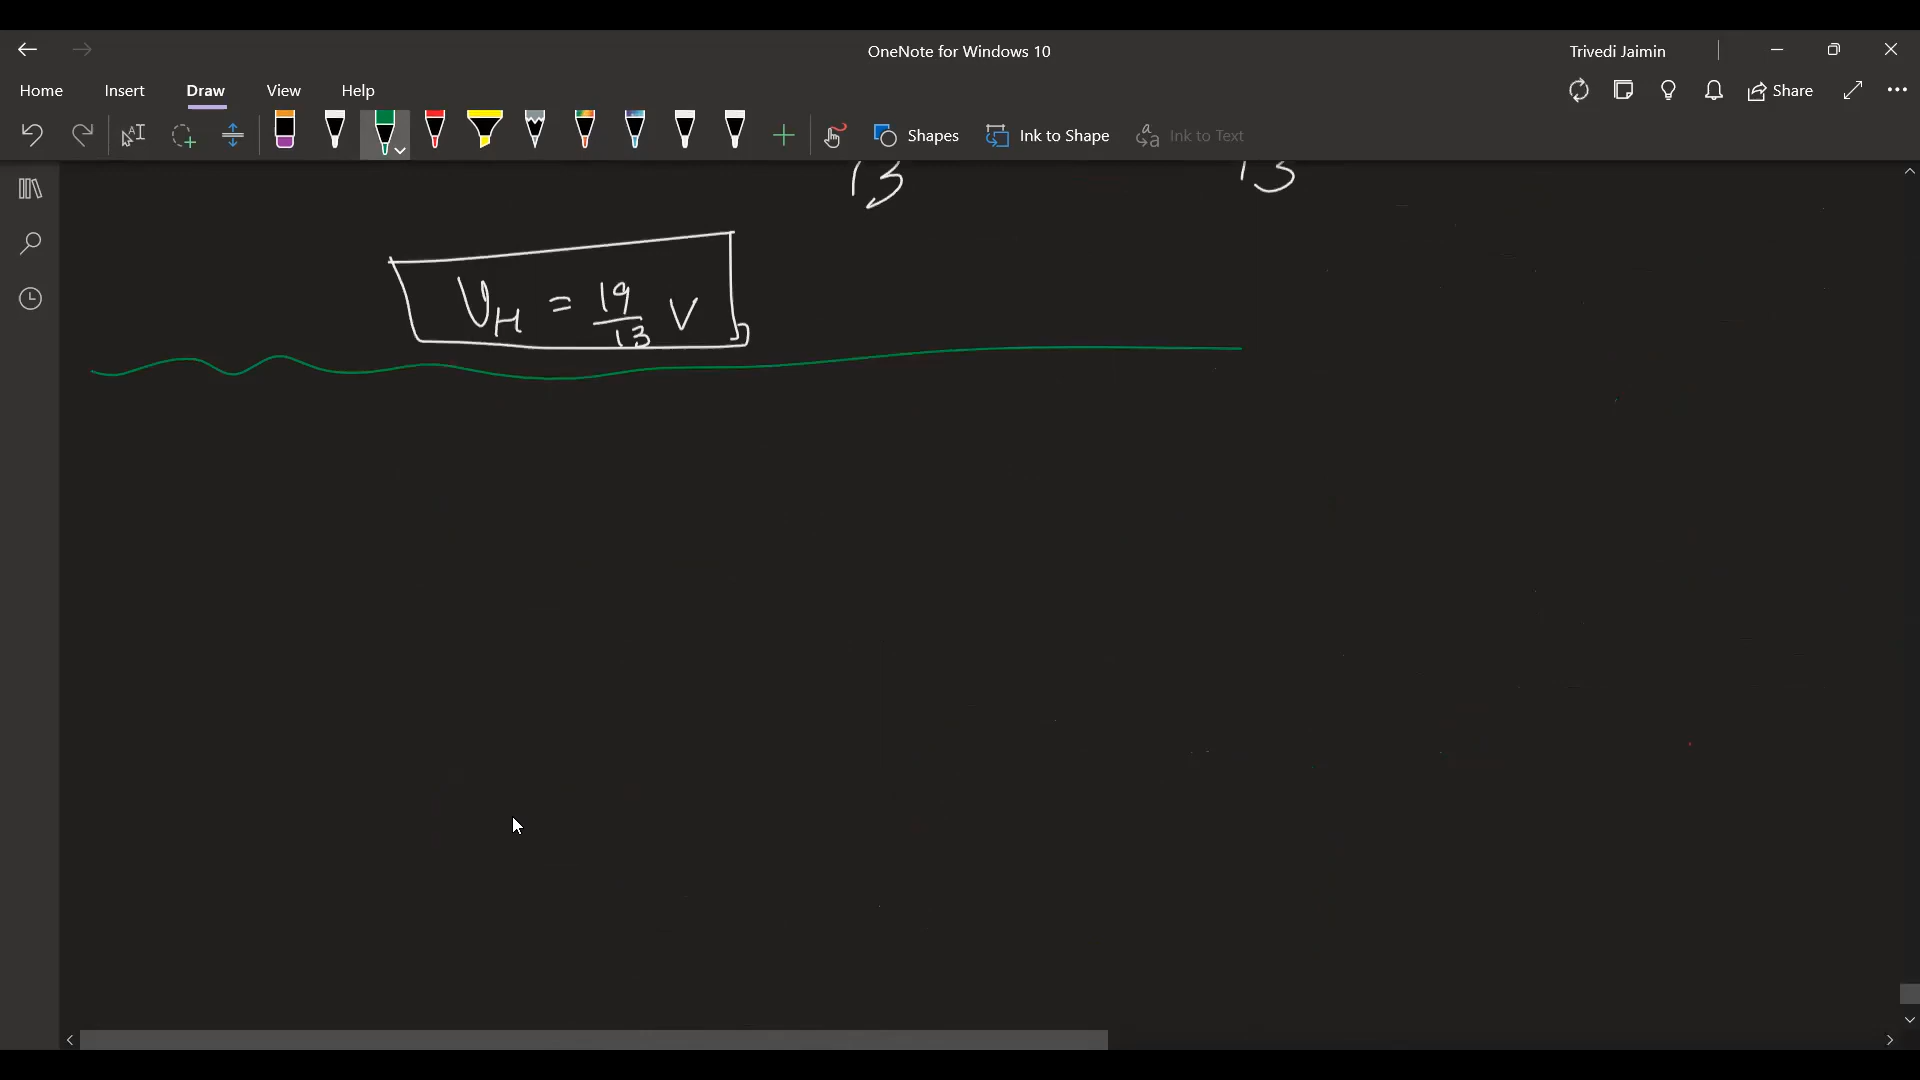 OneNote for Windows 10
Trivedi Jaimin
Home Insert Draw View Help
Share
Shapes Ink to Shape Ink to Text
13 13
V_H = 19/13 V